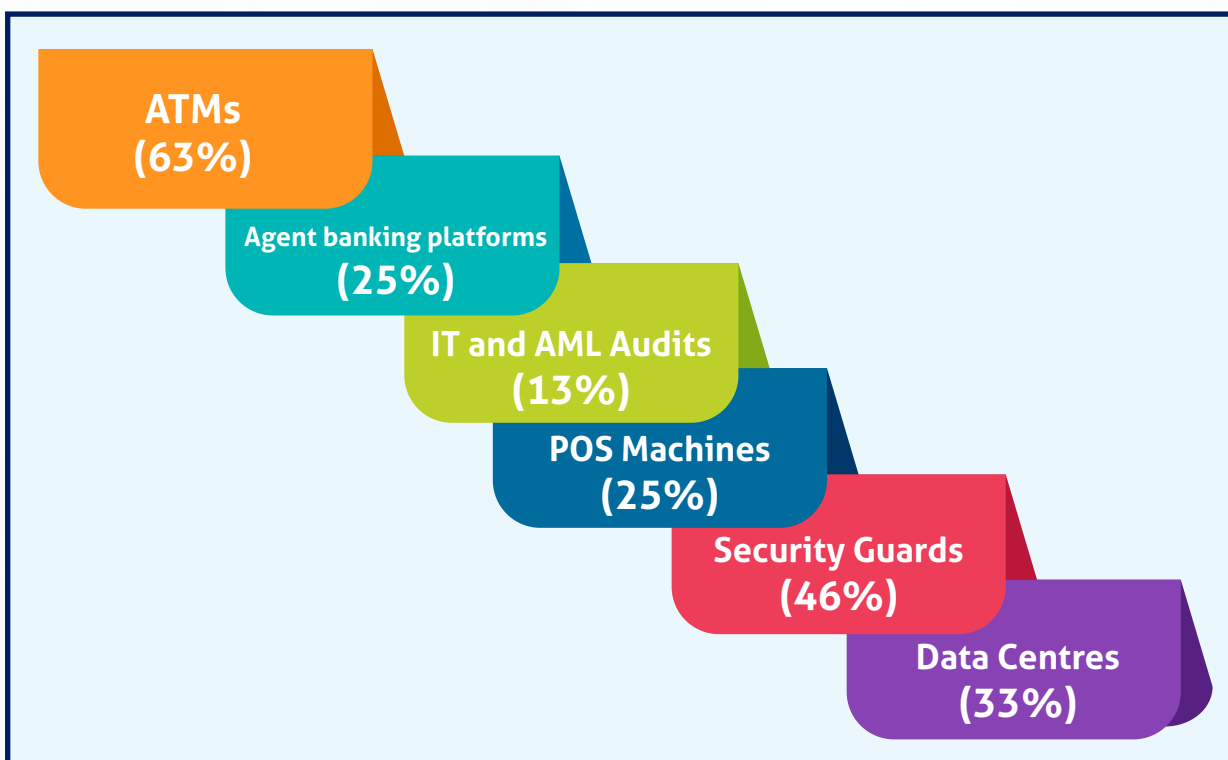 ATMs
(63%)
Agent banking platforms
(25%)
IT and AML Audits
(13%)
POS Machines
(25%)
Security Guards
(46%)
Data Centres
(33%)